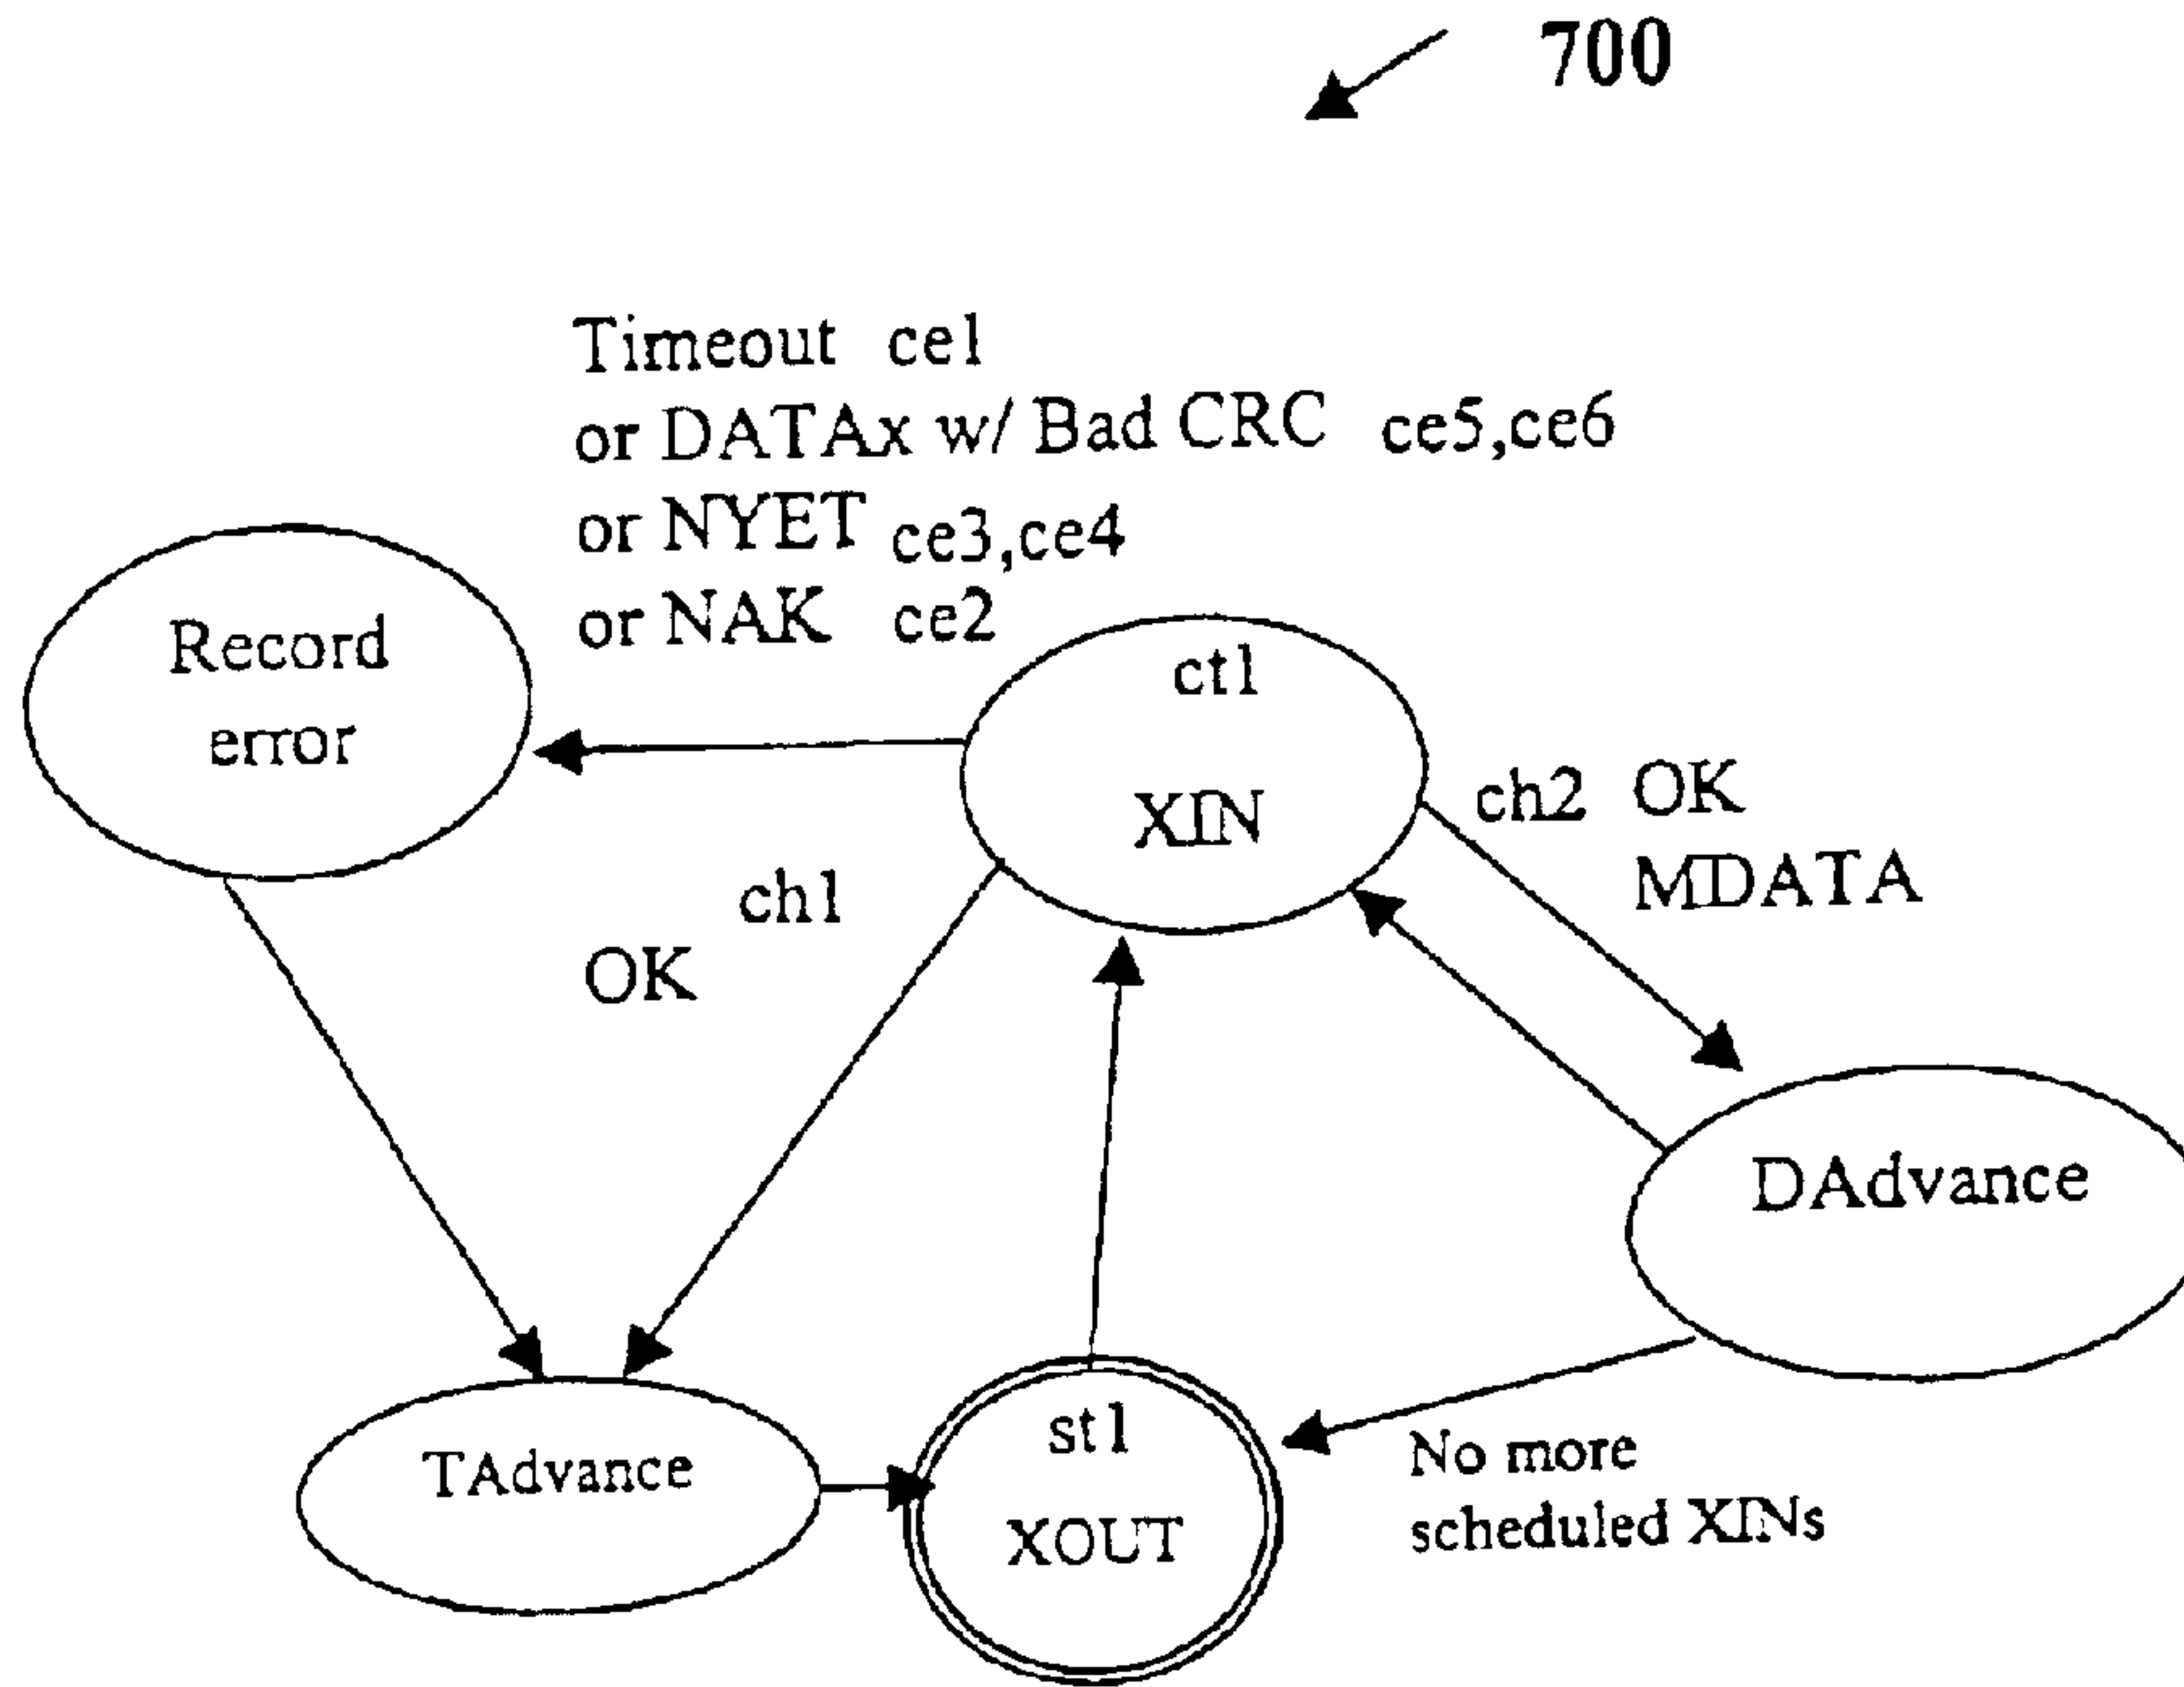 700
Timeout ce1
or DATAx w/ Bad CRC ce5,ce6
or NYET ce3,ce4
or NAK ce2
Record
error
ct1
XIN
ch2 OK
MDATA
ch1
OK
DAdvance
TAdvance
st1
XOUT
No more
scheduled XINs